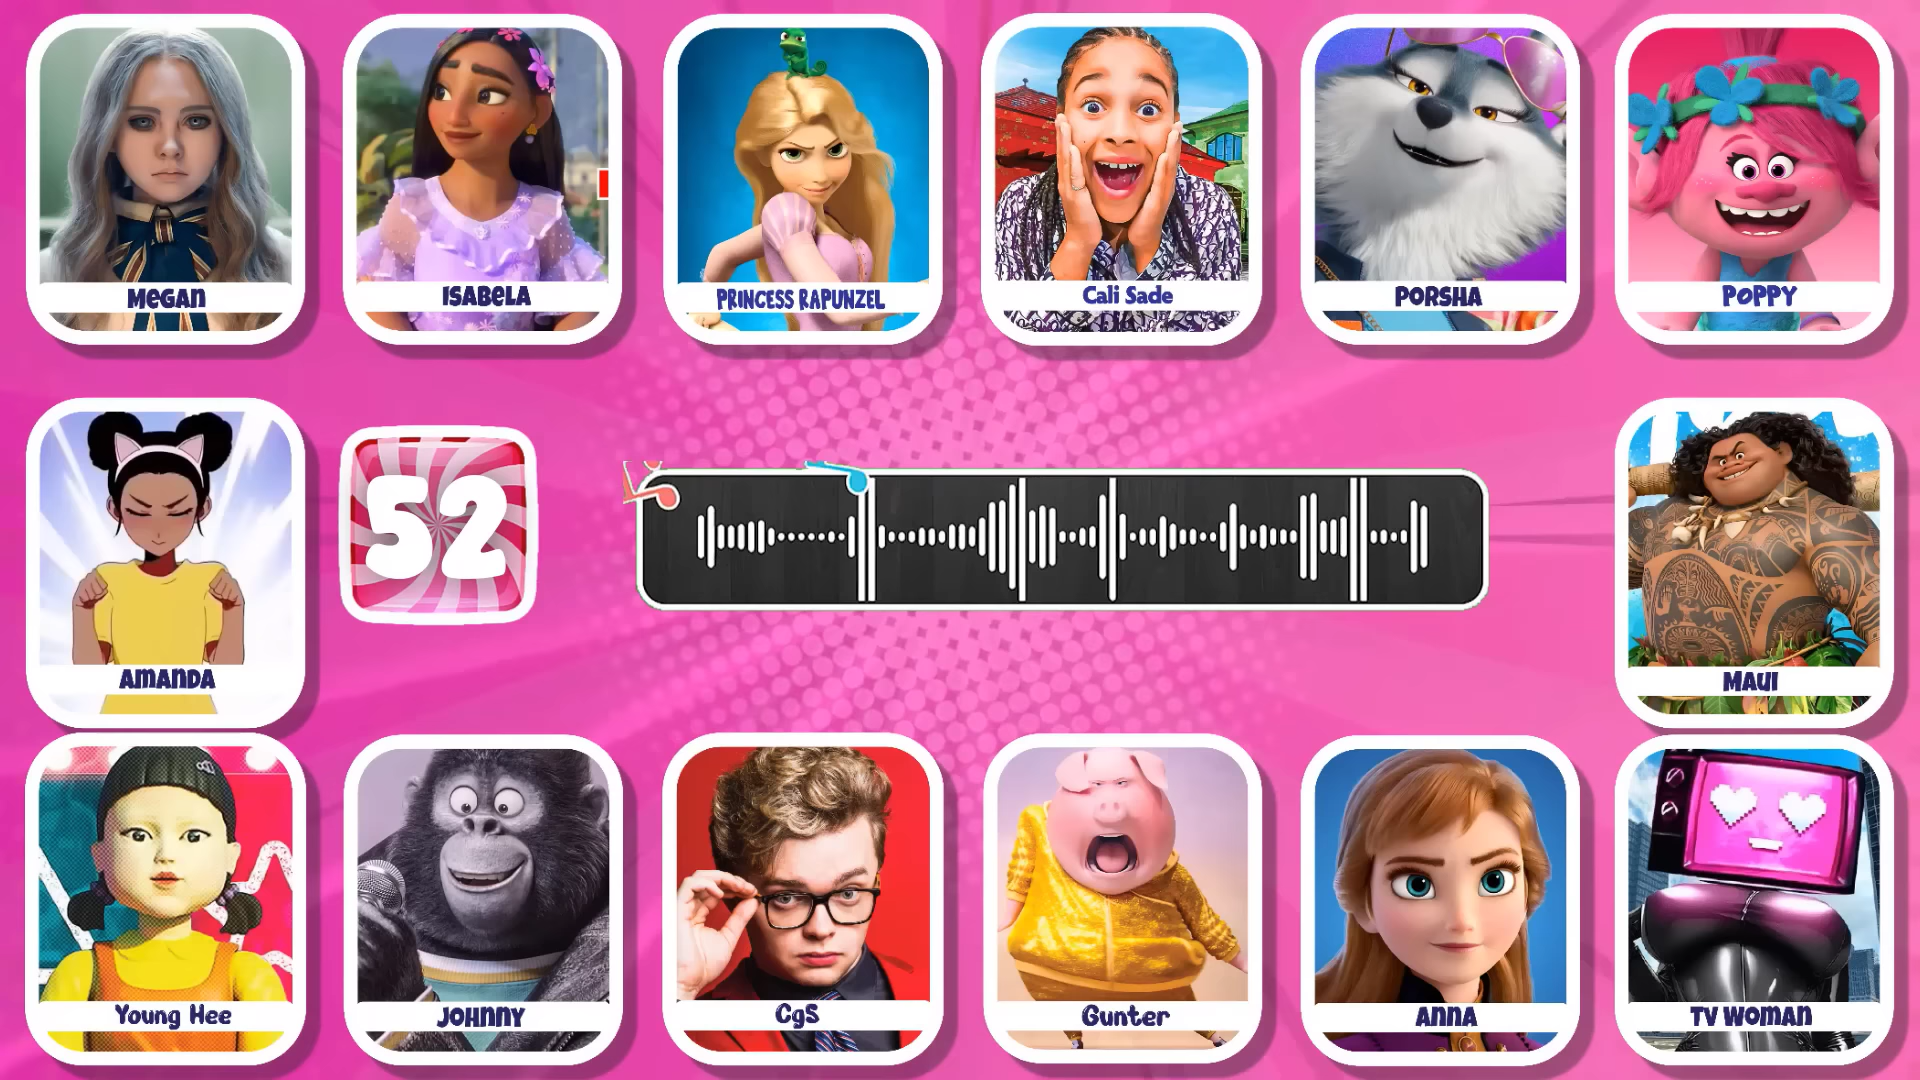 Megan
Isabela
Princess Rapunzel
Cali Sade
Porsha
Poppy
Amanda
52
Maui
Young Hee
Johnny
CgS
Gunter
Anna
TV Woman